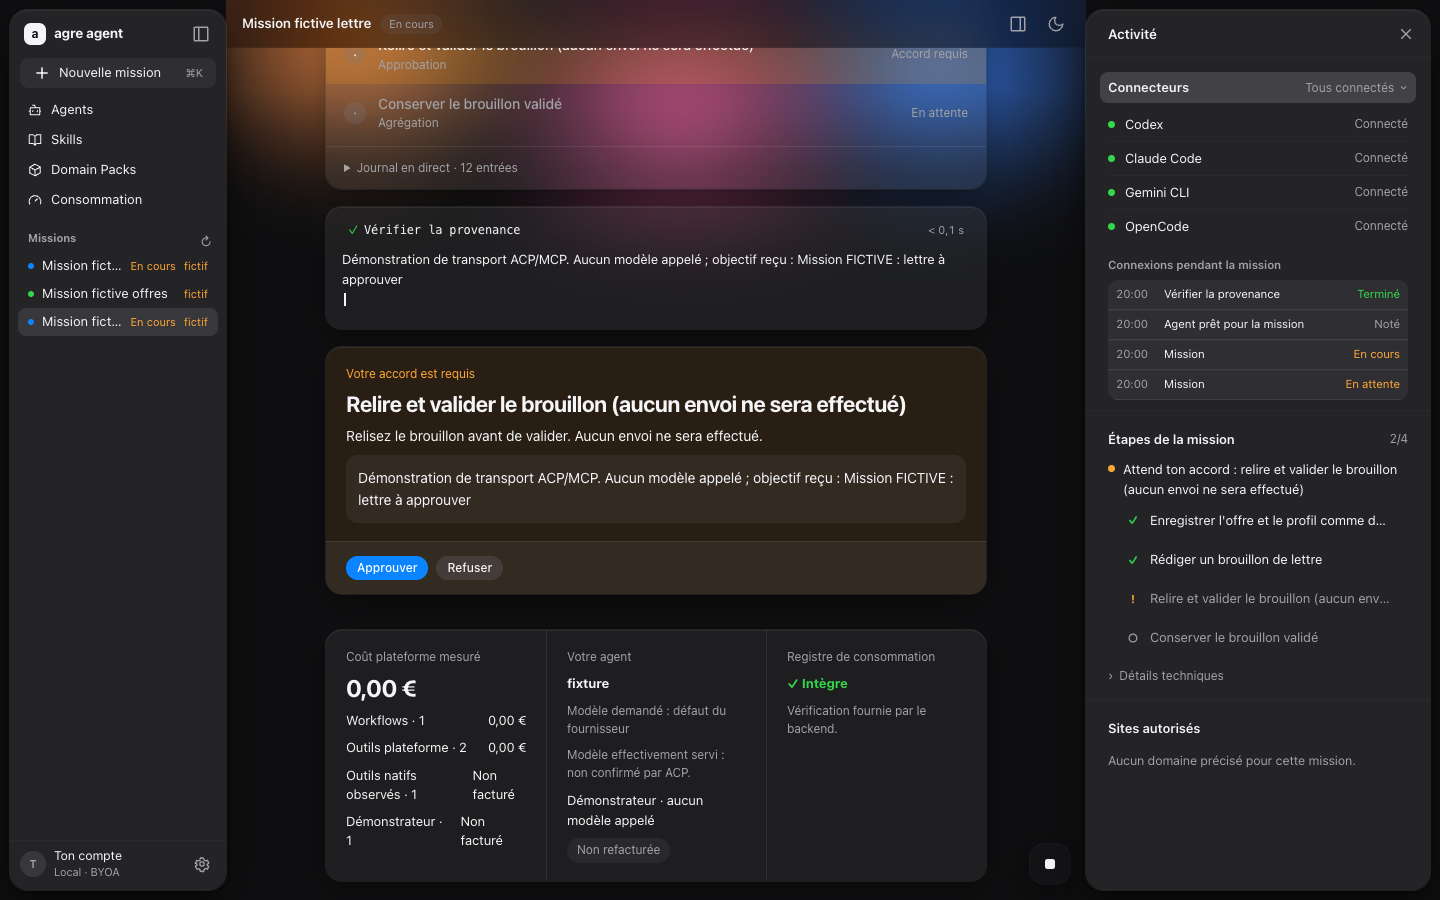 a agre agent
Nouvelle mission ⌘K
Agents
Skills
Domain Packs
Consommation
Missions
Mission fict... En cours fictif
Mission fictive offres fictif
Mission fict... En cours fictif
T Ton compte
Local · BYOA
Mission fictive lettre En cours
Relire et valider le brouillon (aucun envoi ne sera effectué)
Approbation
Accord requis
Conserver le brouillon validé
Agrégation
En attente
Journal en direct · 12 entrées
Vérifier la provenance < 0,1 s
Démonstration de transport ACP/MCP. Aucun modèle appelé ; objectif reçu : Mission FICTIVE : lettre à
approuver
Votre accord est requis
Relire et valider le brouillon (aucun envoi ne sera effectué)
Relisez le brouillon avant de valider. Aucun envoi ne sera effectué.
Démonstration de transport ACP/MCP. Aucun modèle appelé ; objectif reçu : Mission FICTIVE :
lettre à approuver
Approuver Refuser
Coût plateforme mesuré
0,00 €
Workflows · 1 0,00 €
Outils plateforme · 2 0,00 €
Outils natifs
observés · 1
Non
facturé
Démonstrateur ·
1
Non
facturé
Votre agent
fixture
Modèle demandé : défaut du
fournisseur
Modèle effectivement servi :
non confirmé par ACP.
Démonstrateur · aucun
modèle appelé
Non refacturée
Registre de consommation
Intègre
Vérification fournie par le
backend.
Activité
Connecteurs Tous connectés
Codex Connecté
Claude Code Connecté
Gemini CLI Connecté
OpenCode Connecté
Connexions pendant la mission
20:00 Vérifier la provenance Terminé
20:00 Agent prêt pour la mission Noté
20:00 Mission En cours
20:00 Mission En attente
Étapes de la mission 2/4
Attend ton accord : relire et valider le brouillon
(aucun envoi ne sera effectué)
Enregistrer l'offre et le profil comme d...
Rédiger un brouillon de lettre
! Relire et valider le brouillon (aucun env...
Conserver le brouillon validé
› Détails techniques
Sites autorisés
Aucun domaine précisé pour cette mission.